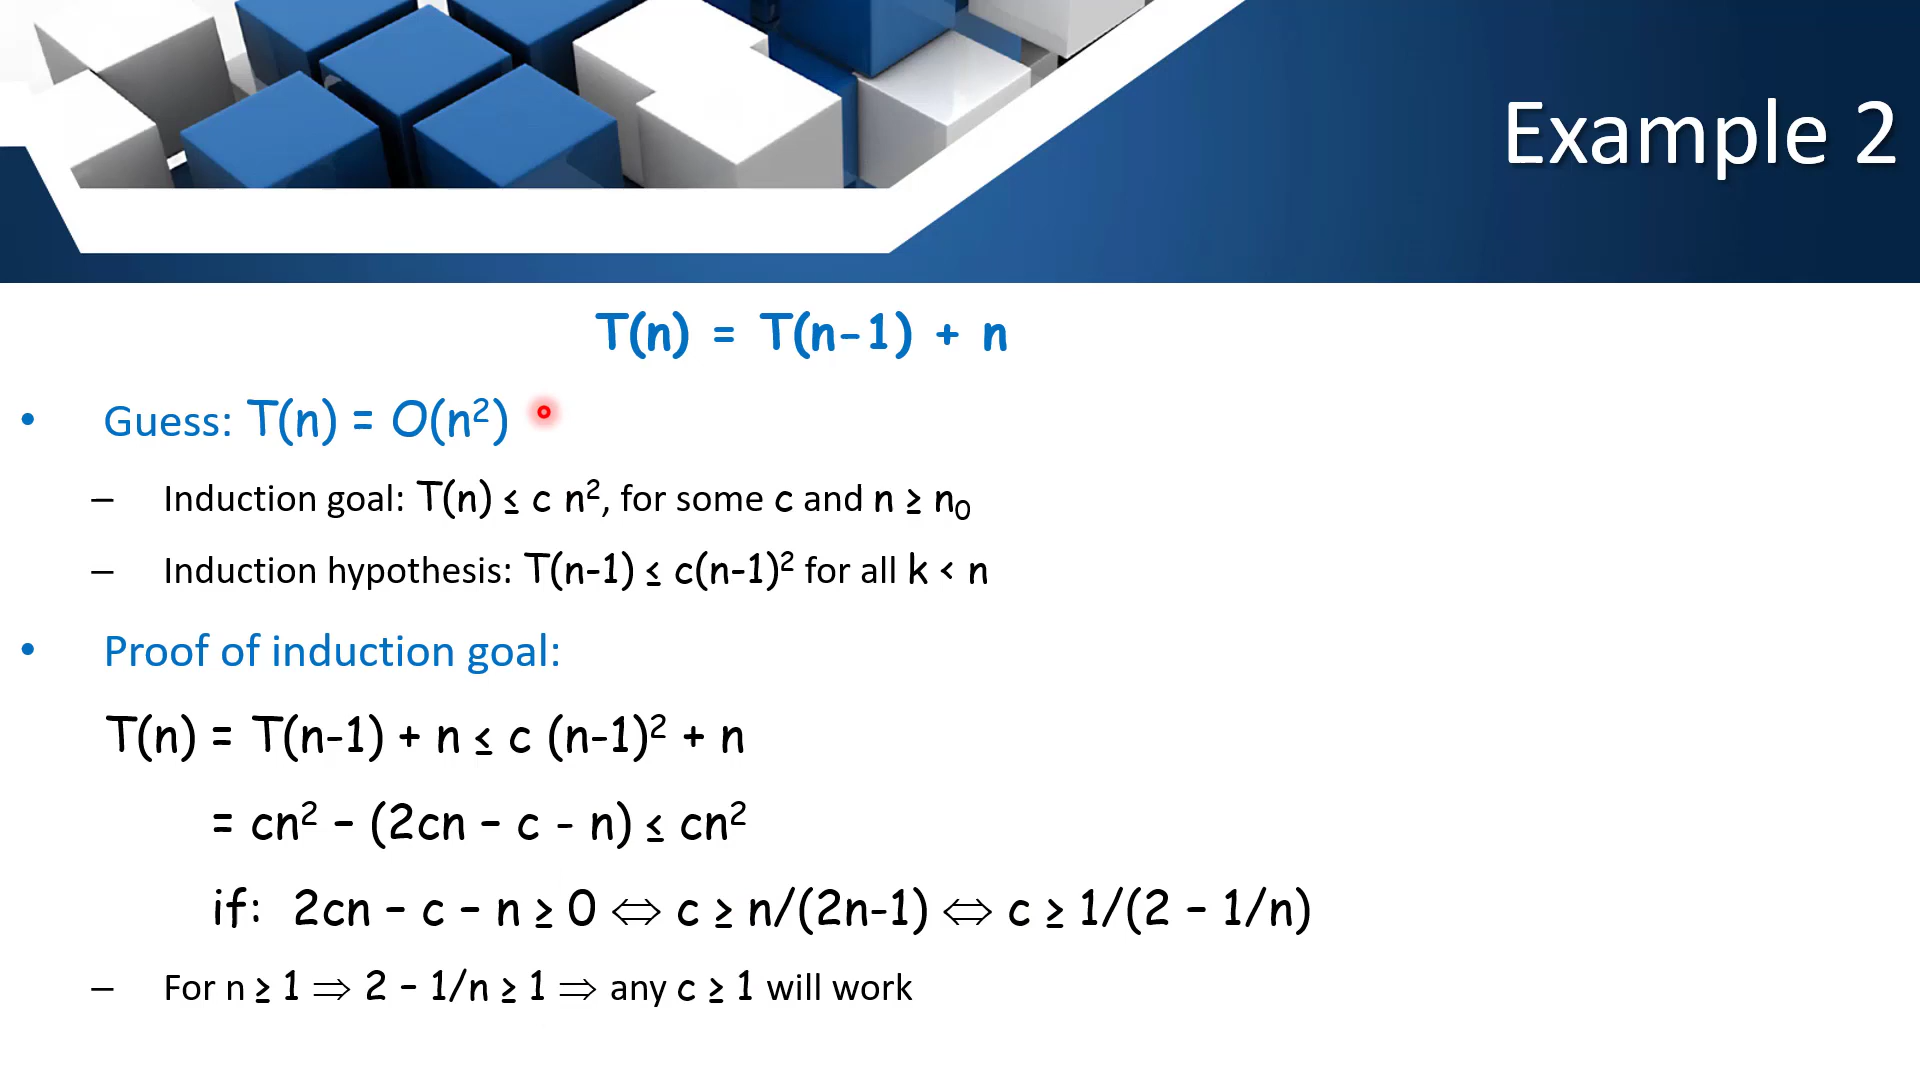 Example 2
T(n) = T(n-1) + n
• Guess: T(n) = O(n²)
– Induction goal: T(n) ≤ c n², for some c and n ≥ n₀
– Induction hypothesis: T(n-1) ≤ c(n-1)² for all k < n
• Proof of induction goal:
T(n) = T(n-1) + n ≤ c (n-1)² + n
= cn² – (2cn – c - n) ≤ cn²
if: 2cn – c – n ≥ 0 ⇔ c ≥ n/(2n-1) ⇔ c ≥ 1/(2 – 1/n)
– For n ≥ 1 ⇒ 2 – 1/n ≥ 1 ⇒ any c ≥ 1 will work